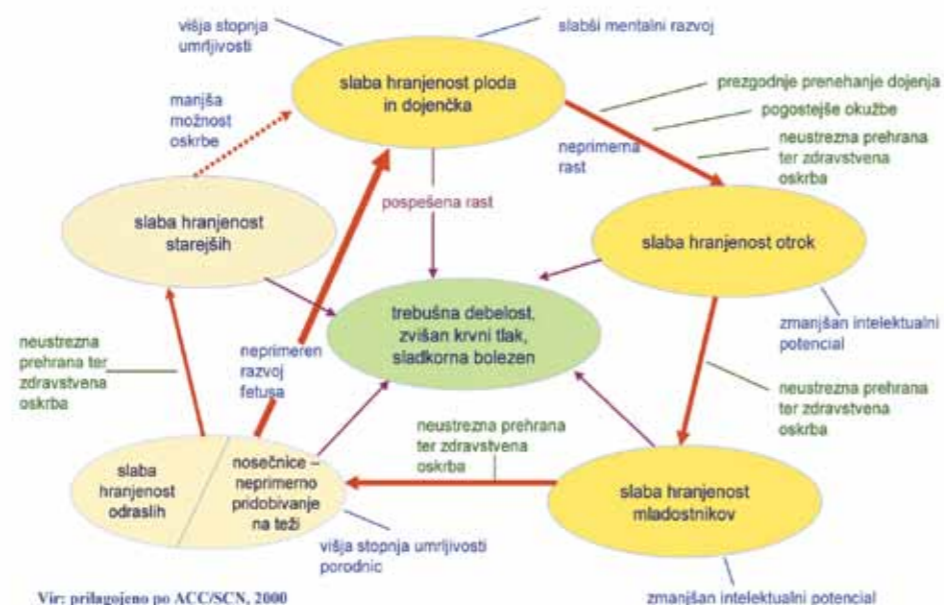 višja stopnja
umrljivosti
slabši mentalni razvoj
slaba hranjenost ploda
in dojenčka
prezgodnje prenehanje dojenja
pogostejše okužbe
neustrezna prehrana
ter zdravstvena
oskrba
manjša
možnost
oskrbe
neprimerna
rast
pospešena rast
slaba hranjenost
starejših
slaba hranjenost otrok
trebušna debelost,
zvišan krvni tlak,
sladkorna bolezen
zmanjšan intelektualni
potencial
neustrezna
prehrana ter
zdravstvena
oskrba
neprimeren
razvoj
fetusa
neustrezna prehrana
ter zdravstvena
oskrba
neustrezna prehrana
ter zdravstvena
oskrba
slaba
hranjenost
odraslih
nosečnice –
neprimerno
pridobivanje
na teži
slaba hranjenost
mladostnikov
višja stopnja umrljivosti
porodnic
zmanjšan intelektualni potencial
Vir: prilagojeno po ACC/SCN, 2000